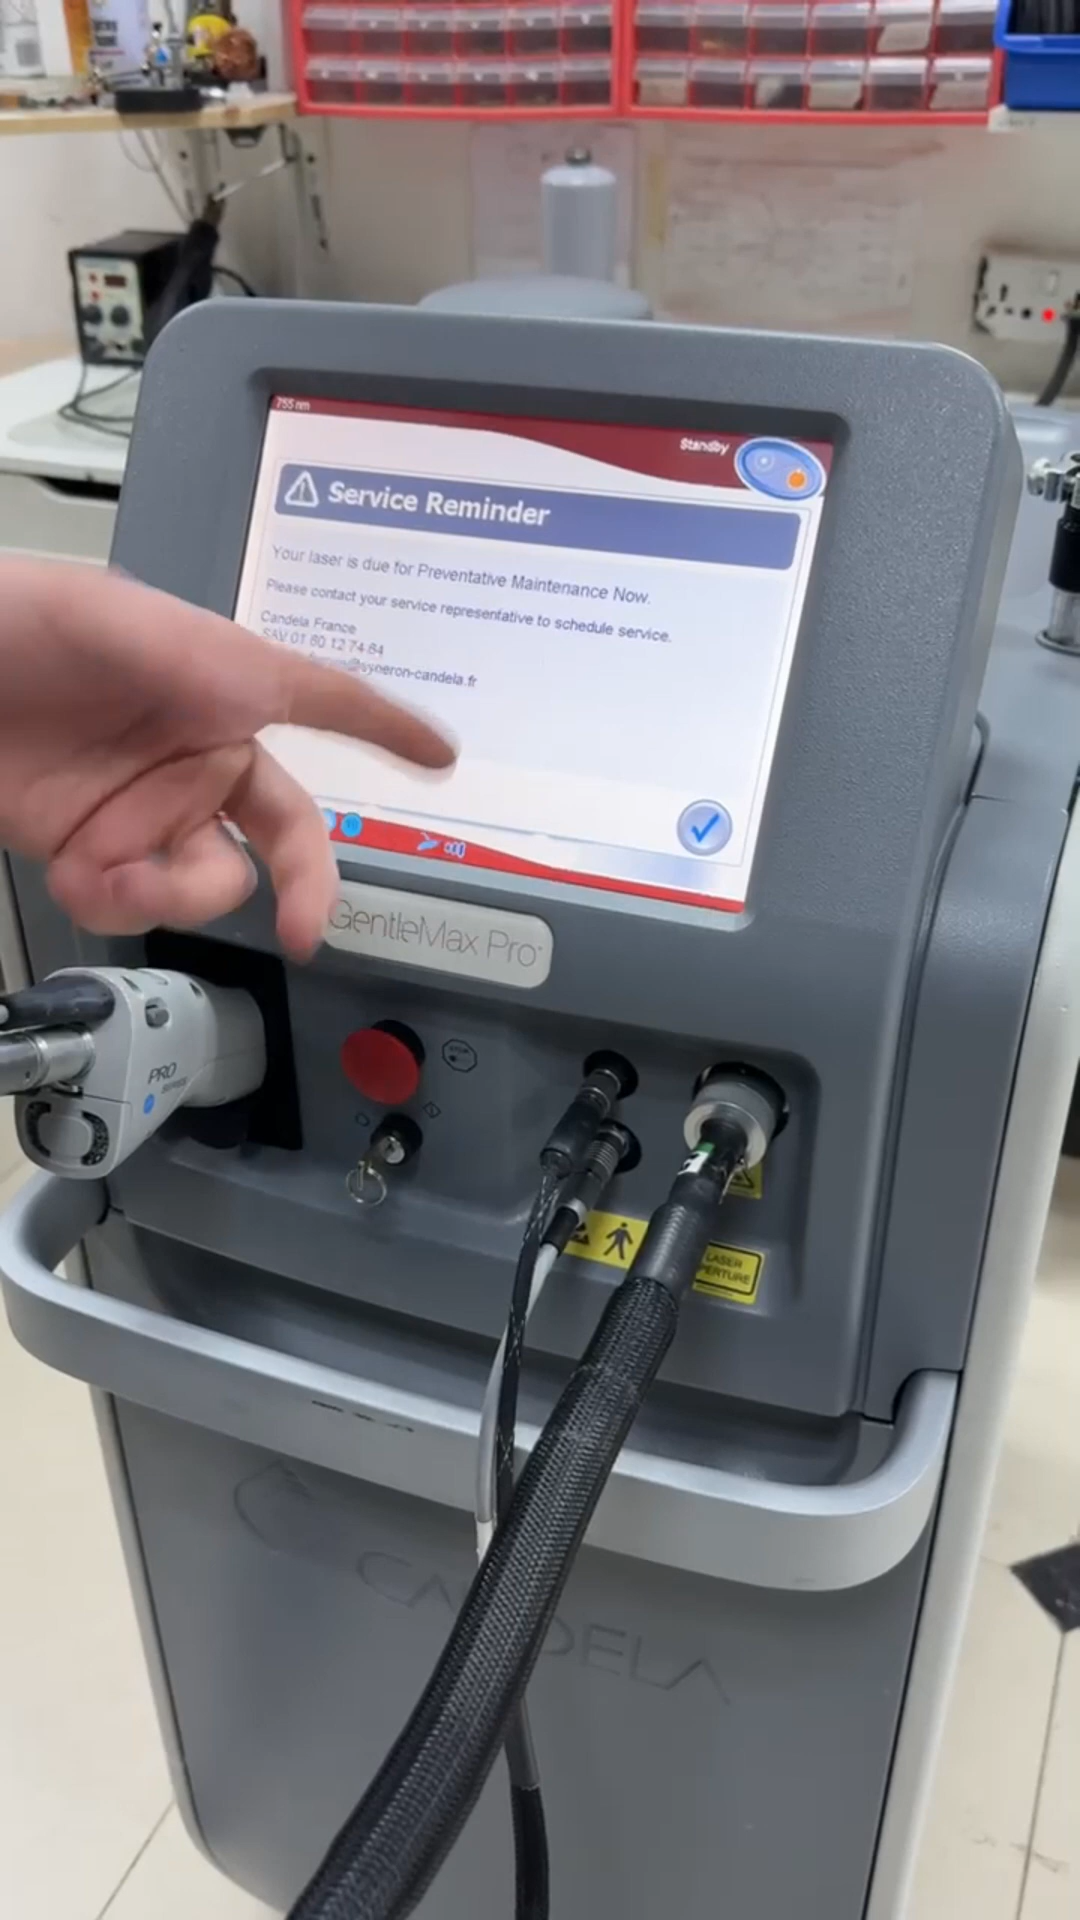 755 nm
Standby
Service Reminder
Your laser is due for Preventative Maintenance Now.
Please contact your service representative to schedule service.
Candela France
SAV 01 60 12 74 84
@syneron-candela.fr
GentleMax Pro
STOP
PRO
SERIES
LASER
APERTURE
CANDELA